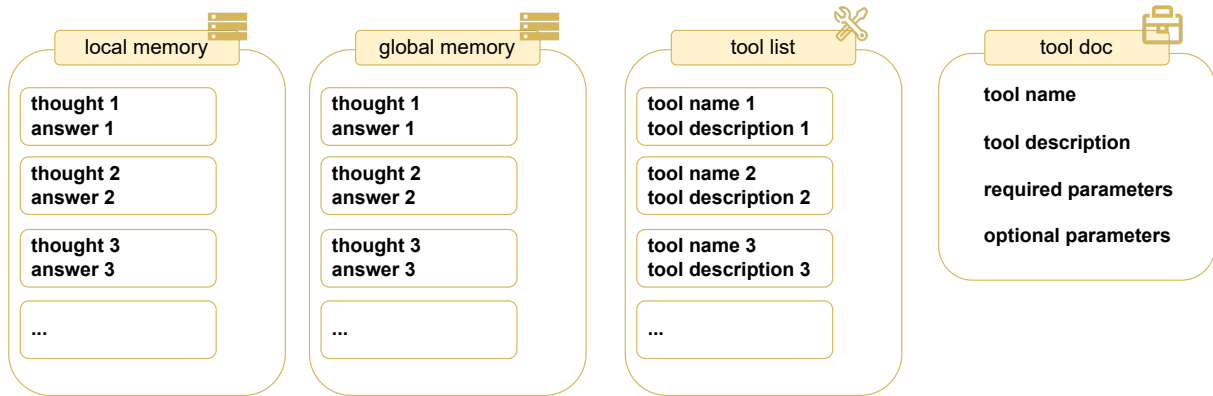 local memory
thought 1
answer 1
thought 2
answer 2
thought 3
answer 3
...
global memory
thought 1
answer 1
thought 2
answer 2
thought 3
answer 3
...
tool list
tool name 1
tool description 1
tool name 2
tool description 2
tool name 3
tool description 3
...
tool doc
tool name
tool description
required parameters
optional parameters